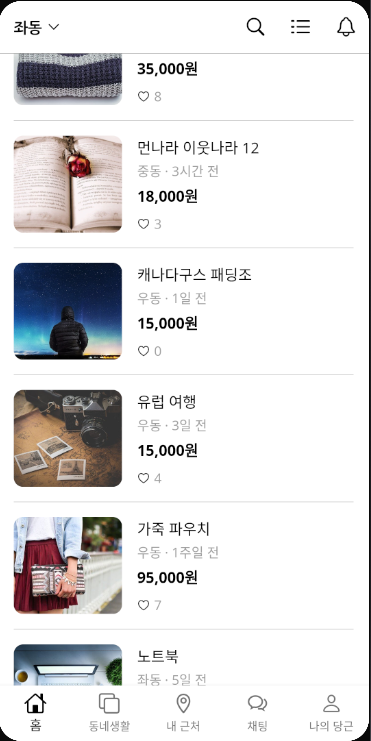 좌동
35,000원
8
먼나라 이웃나라 12
중동 · 3시간 전
18,000원
3
캐나다구스 패딩조
우동 · 1일 전
15,000원
0
유럽 여행
우동 · 3일 전
15,000원
4
가죽 파우치
우동 · 1주일 전
95,000원
7
노트북
좌동 · 5일 전
홈 동네생활 내 근처 채팅 나의 당근